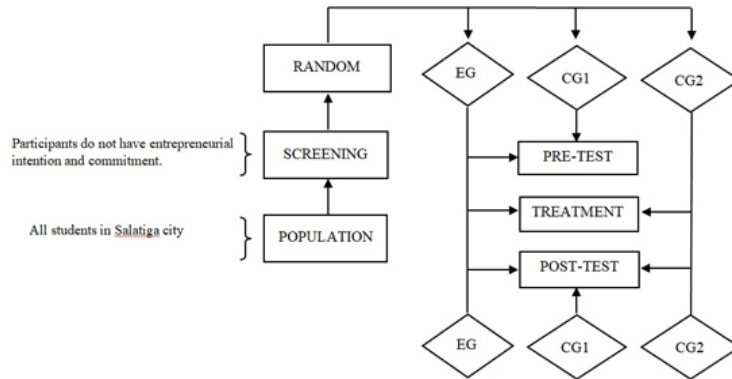 RANDOM
EG
CG1
CG2
Participants do not have entrepreneurial
intention and commitment.
SCREENING
PRE-TEST
TREATMENT
All students in Salatiga city
POPULATION
POST-TEST
EG
CG1
CG2